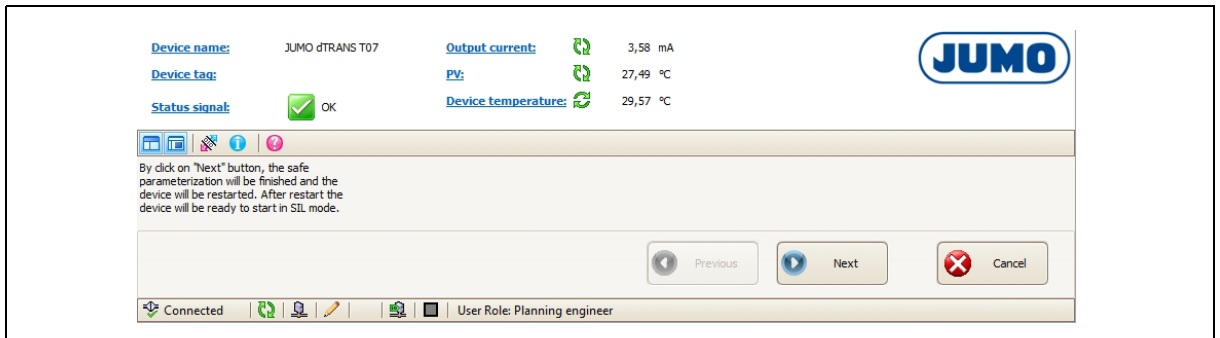 Device name: JUMO dTRANS T07 Output current: 3,58 mA
JUMO
Device tag: PV: 27,49 °C
Status signal: OK Device temperature: 29,57 °C
By click on "Next" button, the safe
parameterization will be finished and the
device will be restarted. After restart the
device will be ready to start in SIL mode.
Previous Next Cancel
Connected User Role: Planning engineer